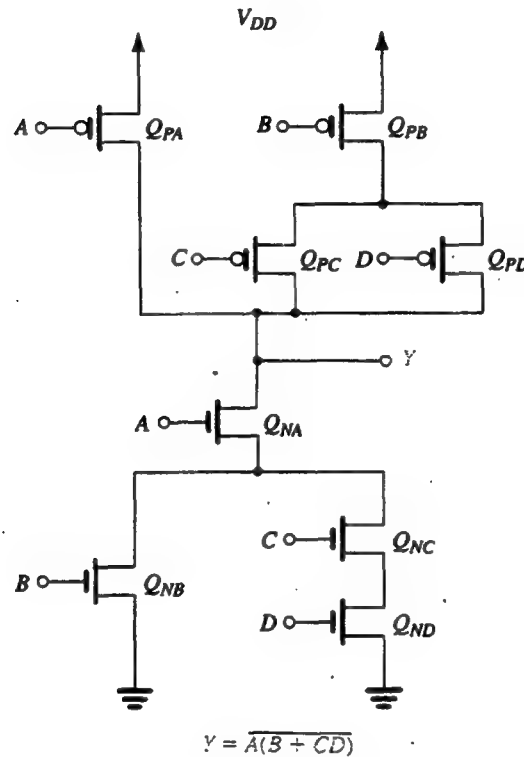 V_DD
A Q_PA B Q_PB
C Q_PC D Q_PD
Y
A Q_NA
C Q_NC
B Q_NB
D Q_ND
Y = \overline{A(B + CD)}